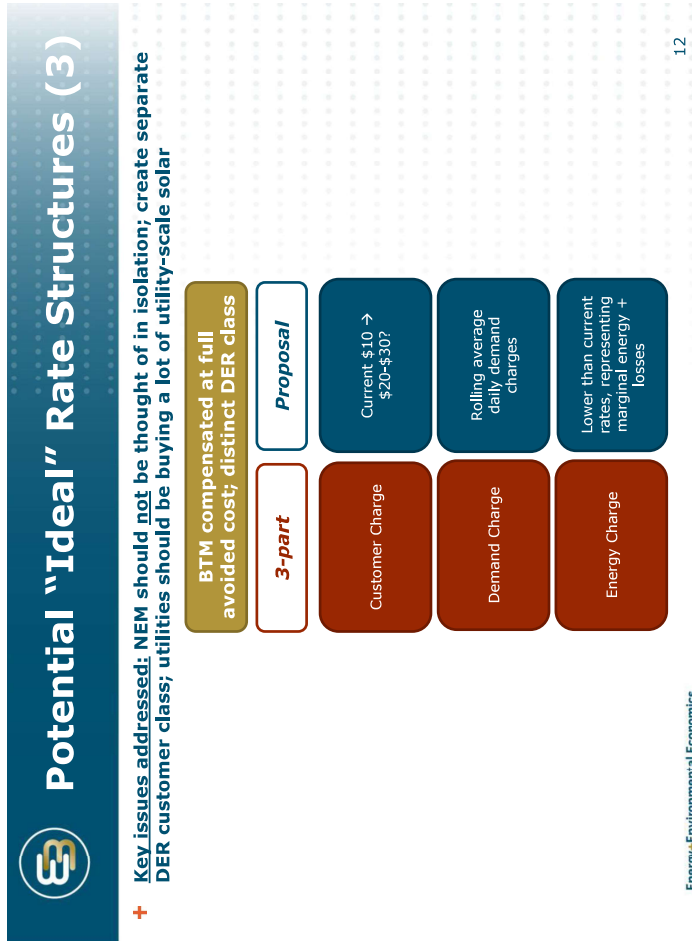 Potential “Ideal” Rate Structures (3)
+ Key issues addressed: NEM should not be thought of in isolation; create separate
DER customer class; utilities should be buying a lot of utility-scale solar
BTM compensated at full
avoided cost; distinct DER class
3-part
Proposal
Customer Charge
Current $10 →
$20-$30?
Demand Charge
Rolling average
daily demand
charges
Energy Charge
Lower than current
rates, representing
marginal energy +
losses
Energy+Environmental Economics
12